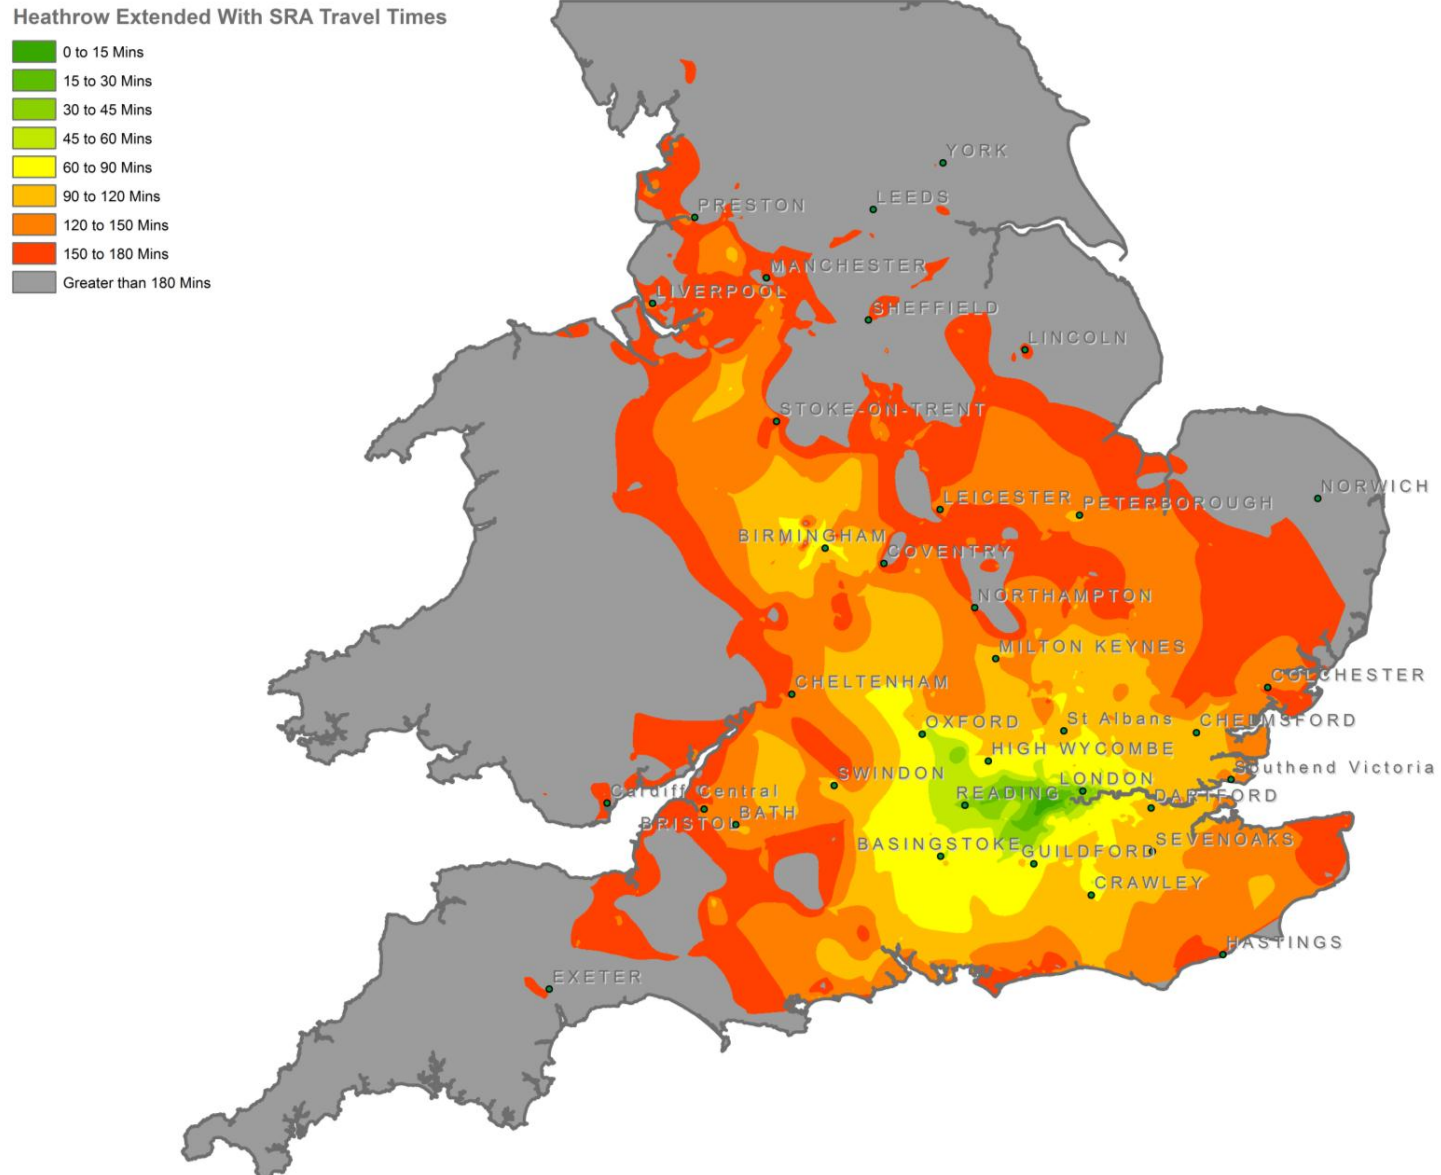 Heathrow Extended With SRA Travel Times
0 to 15 Mins
15 to 30 Mins
30 to 45 Mins
45 to 60 Mins
60 to 90 Mins
90 to 120 Mins
120 to 150 Mins
150 to 180 Mins
Greater than 180 Mins
YORK
LEEDS
PRESTON
MANCHESTER
LIVERPOOL
SHEFFIELD
LINCOLN
STOKE-ON-TRENT
NORWICH
LEICESTER
PETERBOROUGH
BIRMINGHAM
COVENTRY
NORTHAMPTON
MILTON KEYNES
COLCHESTER
CHELTENHAM
OXFORD
St Albans
CHELMSFORD
HIGH WYCOMBE
Southend Victoria
SWINDON
LONDON
Cardiff Central
READING
DARTFORD
BATH
BRISTOL
BASINGSTOKE
GUILDFORD
SEVENOAKS
CRAWLEY
HASTINGS
EXETER